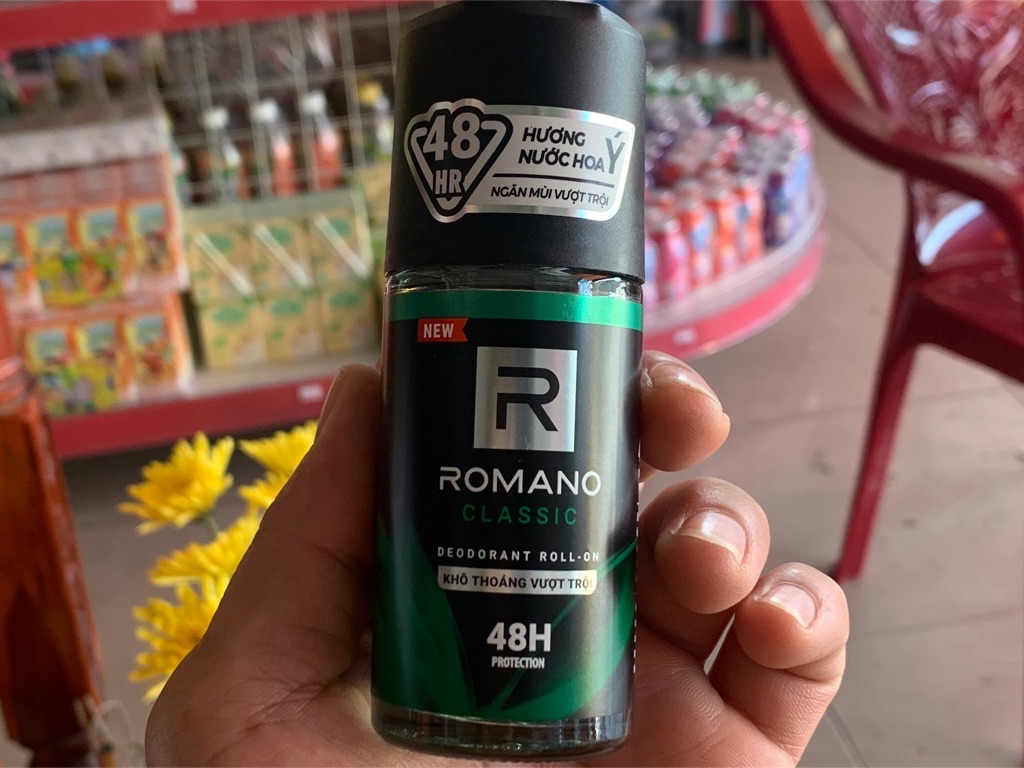 48
HR
HƯƠNG
NƯỚC HOA Ý
NGĂN MÙI VƯỢT TRỘI
NEW
R
ROMANO
CLASSIC
DEODORANT ROLL-ON
KHÔ THOÁNG VƯỢT TRỘI
48H
PROTECTION